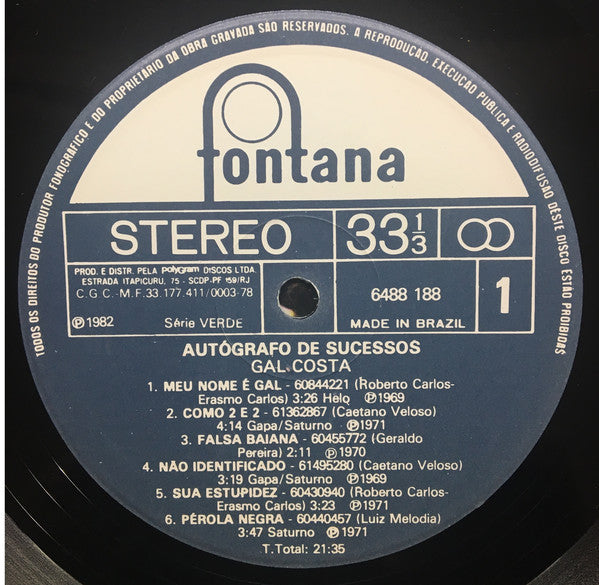 TODOS OS DIREITOS DO PRODUTOR FONOGRÁFICO E DO PROPRIETÁRIO DA OBRA GRAVADA SÃO RESERVADOS. A REPRODUÇÃO, EXECUÇÃO PÚBLICA E RADIODIFUSÃO DESTE DISCO ESTÃO PROIBIDAS
fontana
STEREO 33 1/3
PROD. E DISTR. PELA polygram DISCOS LTDA.
ESTRADA ITAPICURU, 75 - SCDP-PF 159/RJ
C.G.C.-M.F.33.177.411/0003-78
6488 188
1
℗1982 Série VERDE
MADE IN BRAZIL
AUTÓGRAFO DE SUCESSOS
GAL COSTA
1. MEU NOME É GAL - 60844221 (Roberto Carlos-
Erasmo Carlos) 3:26 Helo ℗1969
2. COMO 2 E 2 - 61362867 (Caetano Veloso)
4:14 Gapa/Saturno ℗1971
3. FALSA BAIANA - 60455772 (Geraldo
Pereira) 2:11 ℗1970
4. NÃO IDENTIFICADO - 61495280 (Caetano Veloso)
3:19 Gapa/Saturno ℗1969
5. SUA ESTUPIDEZ - 60430940 (Roberto Carlos-
Erasmo Carlos) 3:23 ℗1971
6. PÉROLA NEGRA - 60440457 (Luiz Melodia)
3:47 Saturno ℗1971
T.Total: 21:35